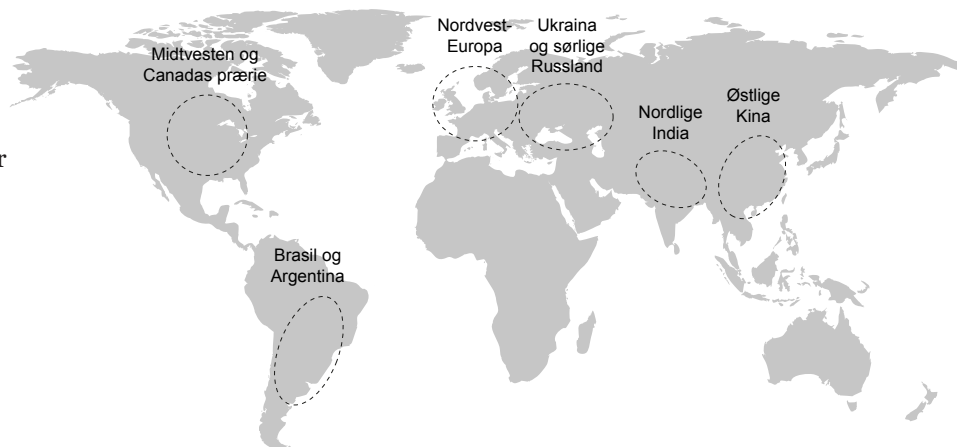 Nordvest-
Europa
Ukraina
og sørlige
Russland
Midtvesten og
Canadas prærie
Nordlige
India
Østlige
Kina
r
Brasil og
Argentina